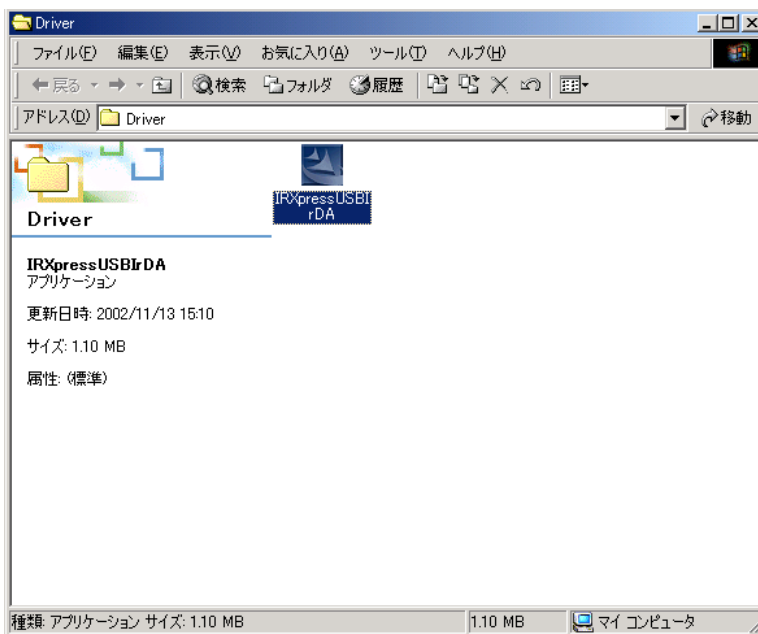 Driver
ファイル(F) 編集(E) 表示(V) お気に入り(A) ツール(T) ヘルプ(H)
戻る 検索 フォルダ 履歴
アドレス(D) Driver 移動
IRXpressUSBI
rDA
Driver
IRXpressUSBIrDA
アプリケーション
更新日時: 2002/11/13 15:10
サイズ: 1.10 MB
属性: (標準)
種類: アプリケーション サイズ: 1.10 MB 1.10 MB マイ コンピュータ